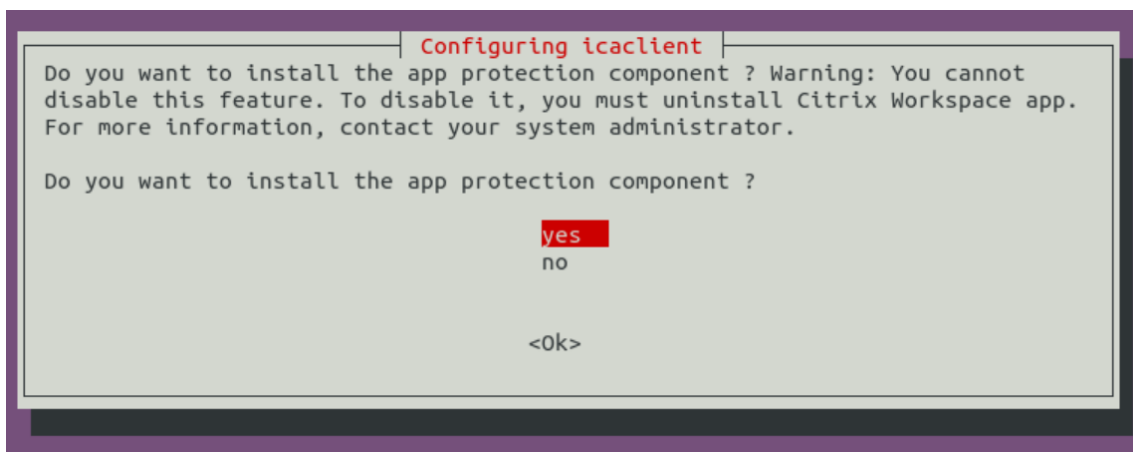 Configuring icaclient
Do you want to install the app protection component ? Warning: You cannot
disable this feature. To disable it, you must uninstall Citrix Workspace app.
For more information, contact your system administrator.
Do you want to install the app protection component ?
yes
no
<Ok>